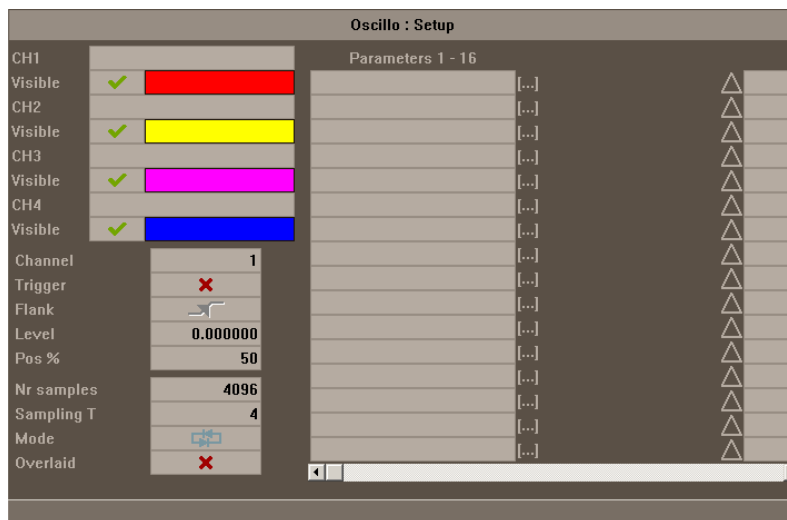 Oscillo : Setup
CH1
Parameters 1 - 16
Visible
[...]
CH2
[...]
Visible
[...]
CH3
[...]
Visible
[...]
CH4
[...]
Visible
[...]
[...]
Channel 1
[...]
Trigger
[...]
Flank
[...]
Level 0.000000
[...]
Pos % 50
[...]
[...]
Nr samples 4096
[...]
Sampling T 4
[...]
Mode
[...]
Overlaid